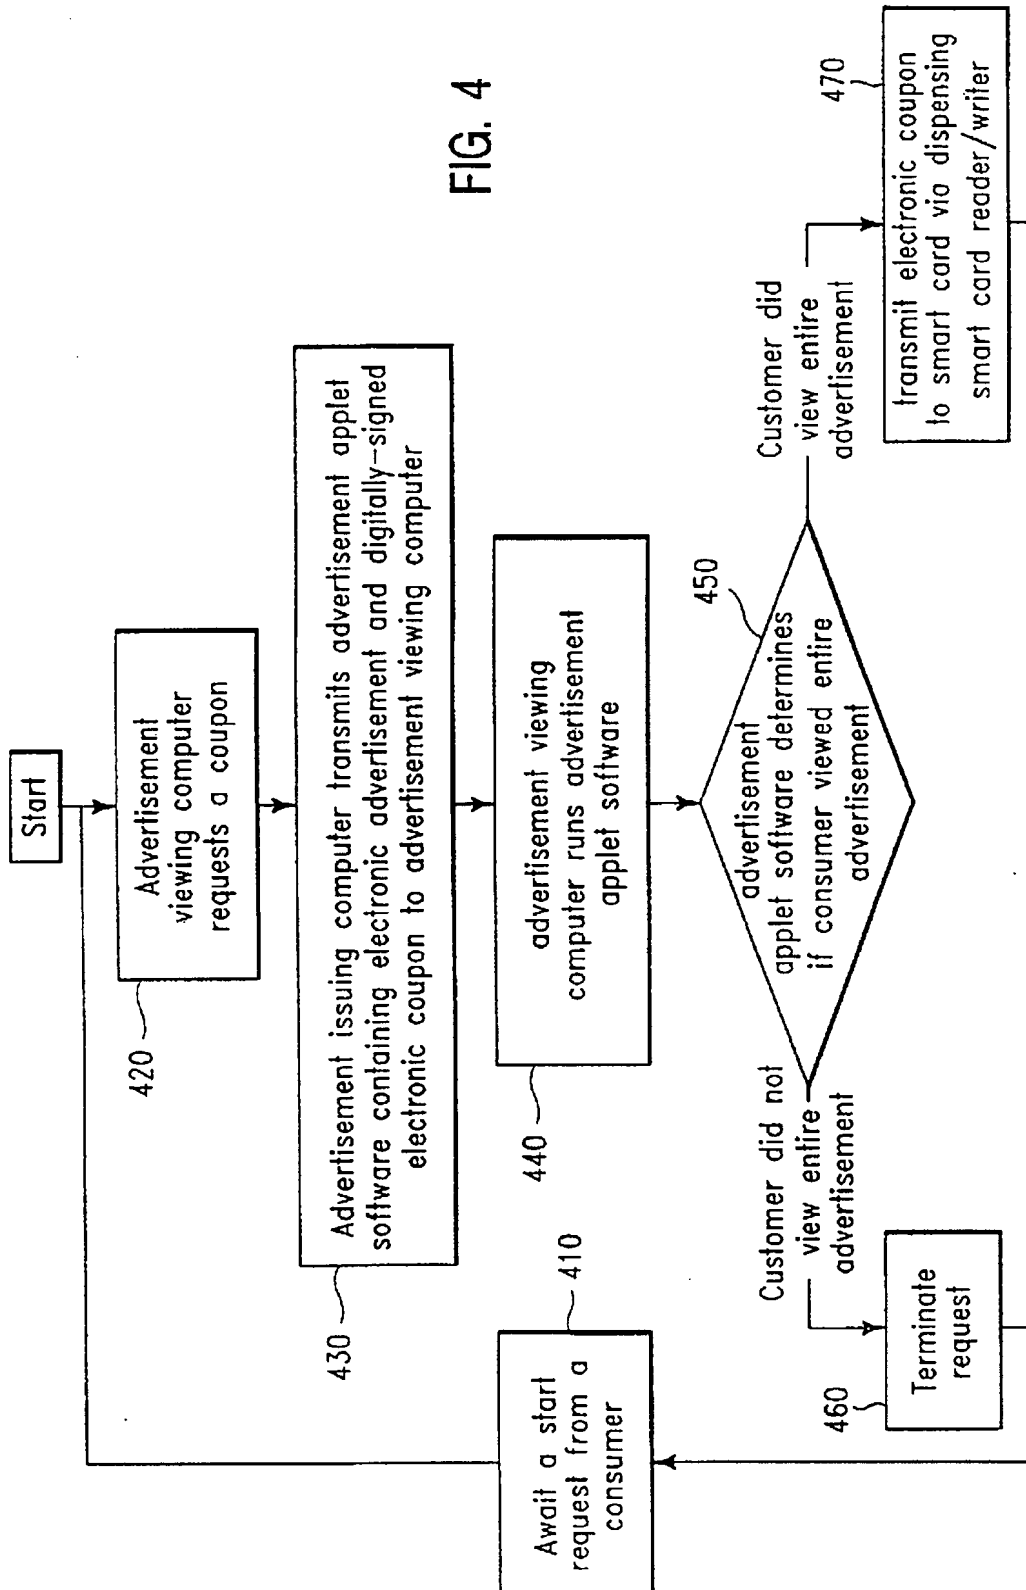 FIG. 4
Start
Advertisement
viewing computer
requests a coupon
420
Advertisement issuing computer transmits advertisement applet
software containing electronic advertisement and digitally-signed
electronic coupon to advertisement viewing computer
430
advertisement viewing
computer runs advertisement
applet software
440
advertisement
applet software determines
if consumer viewed entire
advertisement
450
Customer did not
view entire
advertisement
Customer did
view entire
advertisement
Terminate
request
460
transmit electronic coupon
to smart card via dispensing
smart card reader/writer
470
Await a start
request from a
consumer
410